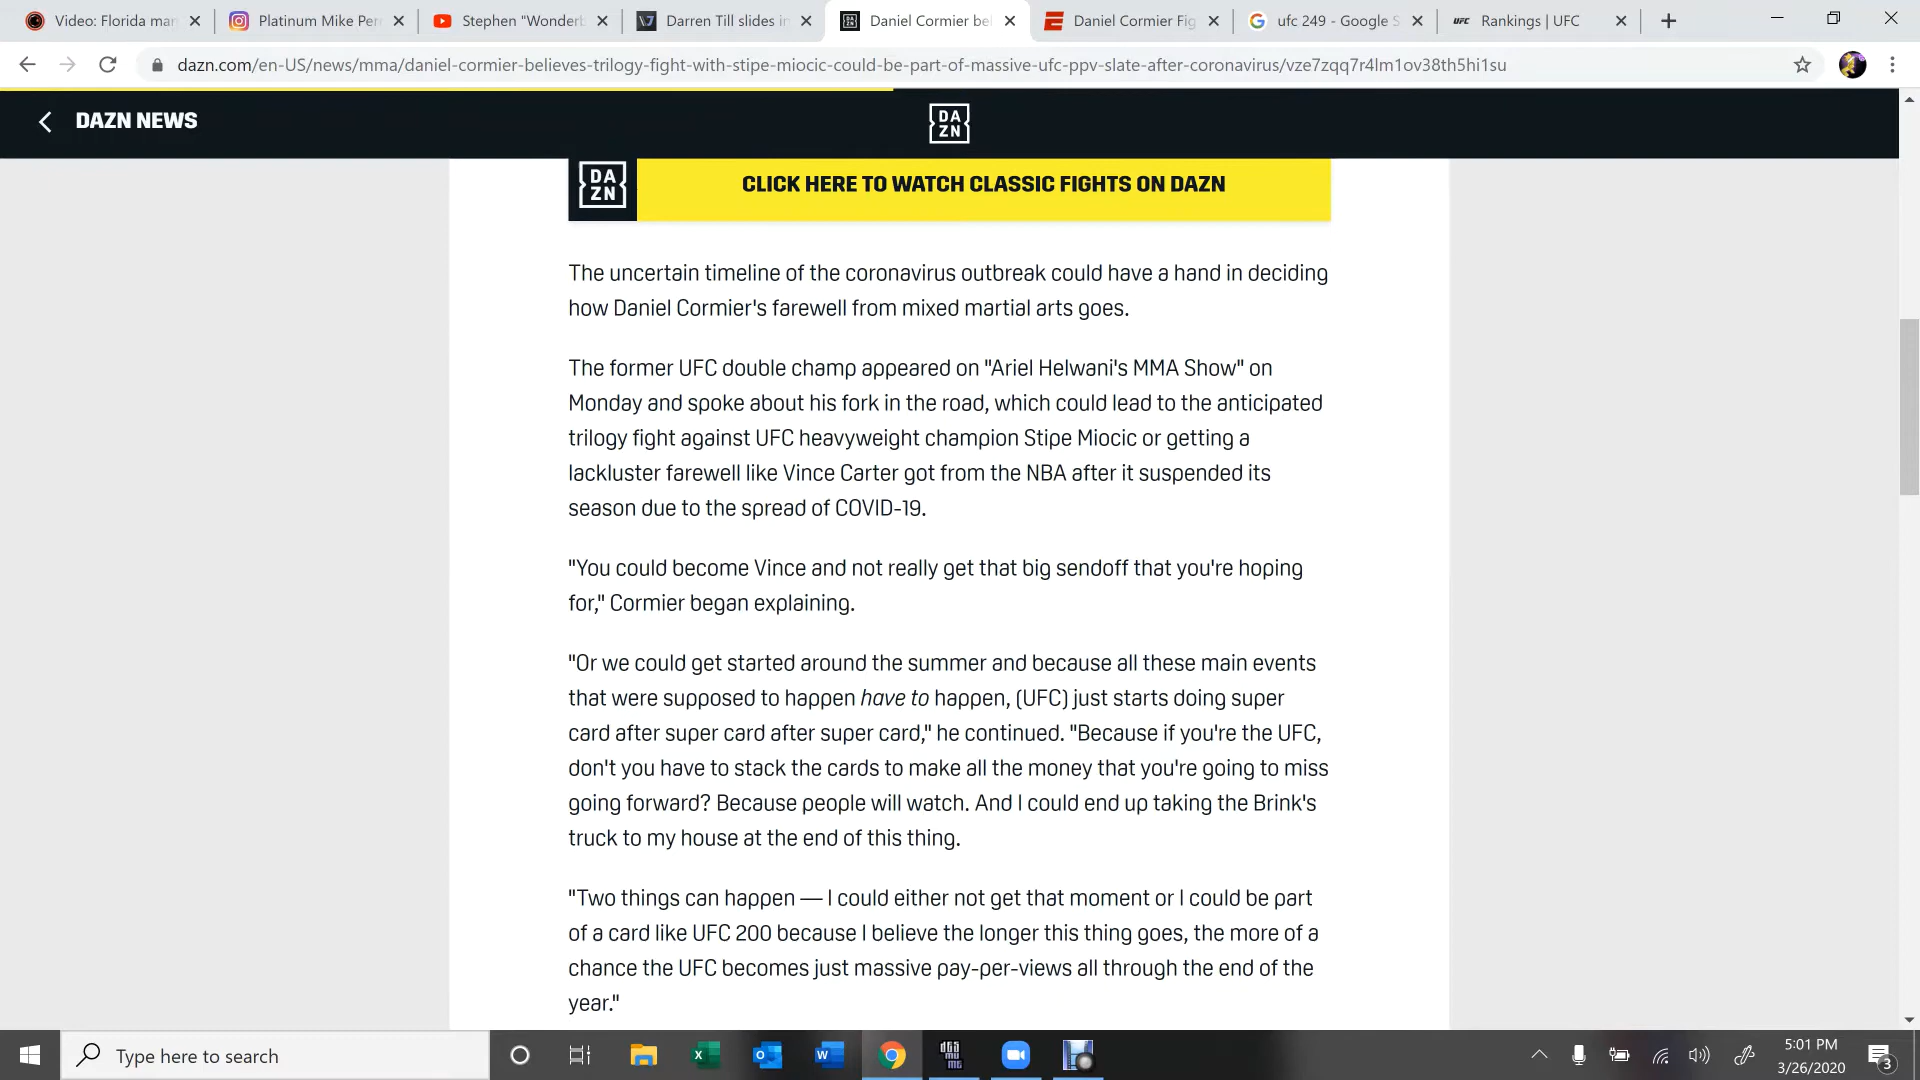 Video: Florida man
Platinum Mike Per
Stephen "Wonderb
Darren Till slides in
Daniel Cormier bel
Daniel Cormier Fig
ufc 249 - Google S
UFC Rankings | UFC
dazn.com/en-US/news/mma/daniel-cormier-believes-trilogy-fight-with-stipe-miocic-could-be-part-of-massive-ufc-ppv-slate-after-coronavirus/vze7zqq7r4lm1ov38th5hi1su
DAZN NEWS
DA
ZN
DA
ZN
CLICK HERE TO WATCH CLASSIC FIGHTS ON DAZN
The uncertain timeline of the coronavirus outbreak could have a hand in deciding
how Daniel Cormier's farewell from mixed martial arts goes.
The former UFC double champ appeared on "Ariel Helwani's MMA Show" on
Monday and spoke about his fork in the road, which could lead to the anticipated
trilogy fight against UFC heavyweight champion Stipe Miocic or getting a
lackluster farewell like Vince Carter got from the NBA after it suspended its
season due to the spread of COVID-19.
"You could become Vince and not really get that big sendoff that you're hoping
for," Cormier began explaining.
"Or we could get started around the summer and because all these main events
that were supposed to happen have to happen, (UFC) just starts doing super
card after super card after super card," he continued. "Because if you're the UFC,
don't you have to stack the cards to make all the money that you're going to miss
going forward? Because people will watch. And I could end up taking the Brink's
truck to my house at the end of this thing.
"Two things can happen — I could either not get that moment or I could be part
of a card like UFC 200 because I believe the longer this thing goes, the more of a
chance the UFC becomes just massive pay-per-views all through the end of the
year."
Type here to search
5:01 PM
3/26/2020
3